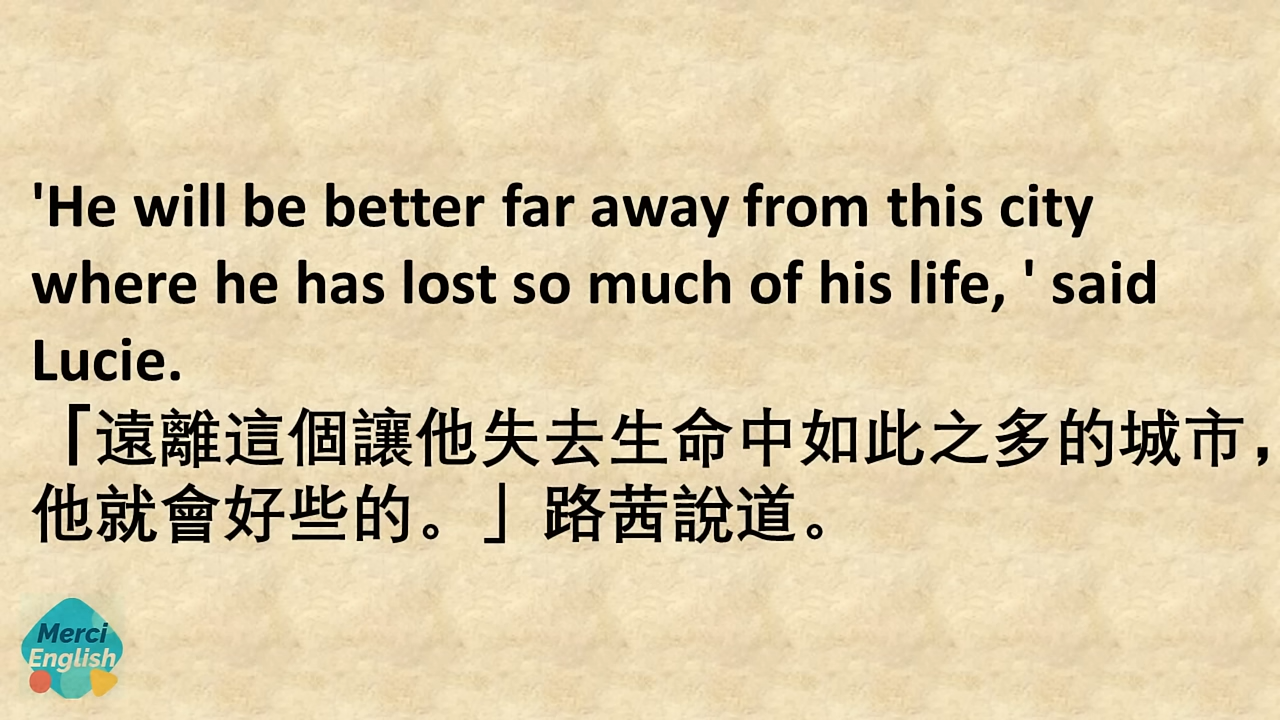 'He will be better far away from this city
where he has lost so much of his life, ' said
Lucie.
「遠離這個讓他失去生命中如此之多的城市，
他就會好些的。」路茜說道。
Merci
English